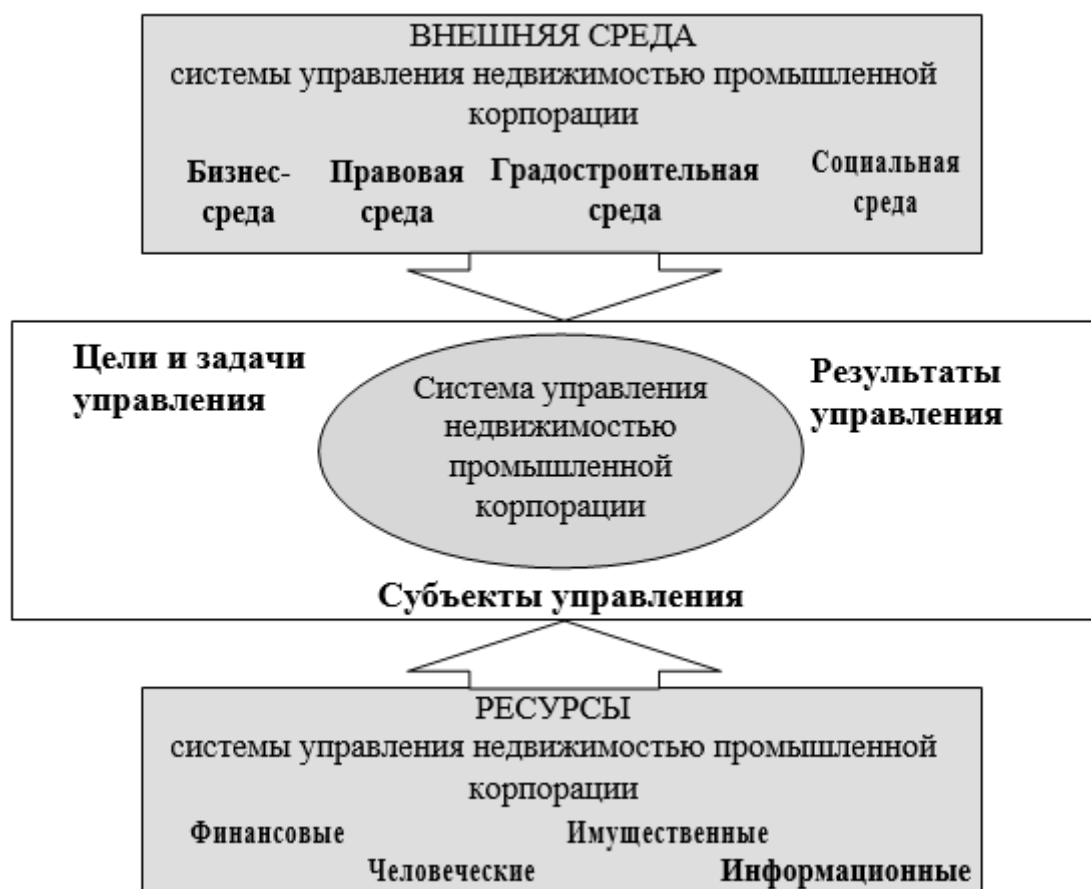 ВНЕШНЯЯ СРЕДА
системы управления недвижимостью промышленной
корпорации
Бизнес-
среда
Правовая
среда
Градостроительная
среда
Социальная
среда
Цели и задачи
управления
Система управления
недвижимостью
промышленной
корпорации
Результаты
управления
Субъекты управления
РЕСУРСЫ
системы управления недвижимостью промышленной
корпорации
Финансовые
Имущественные
Человеческие
Информационные